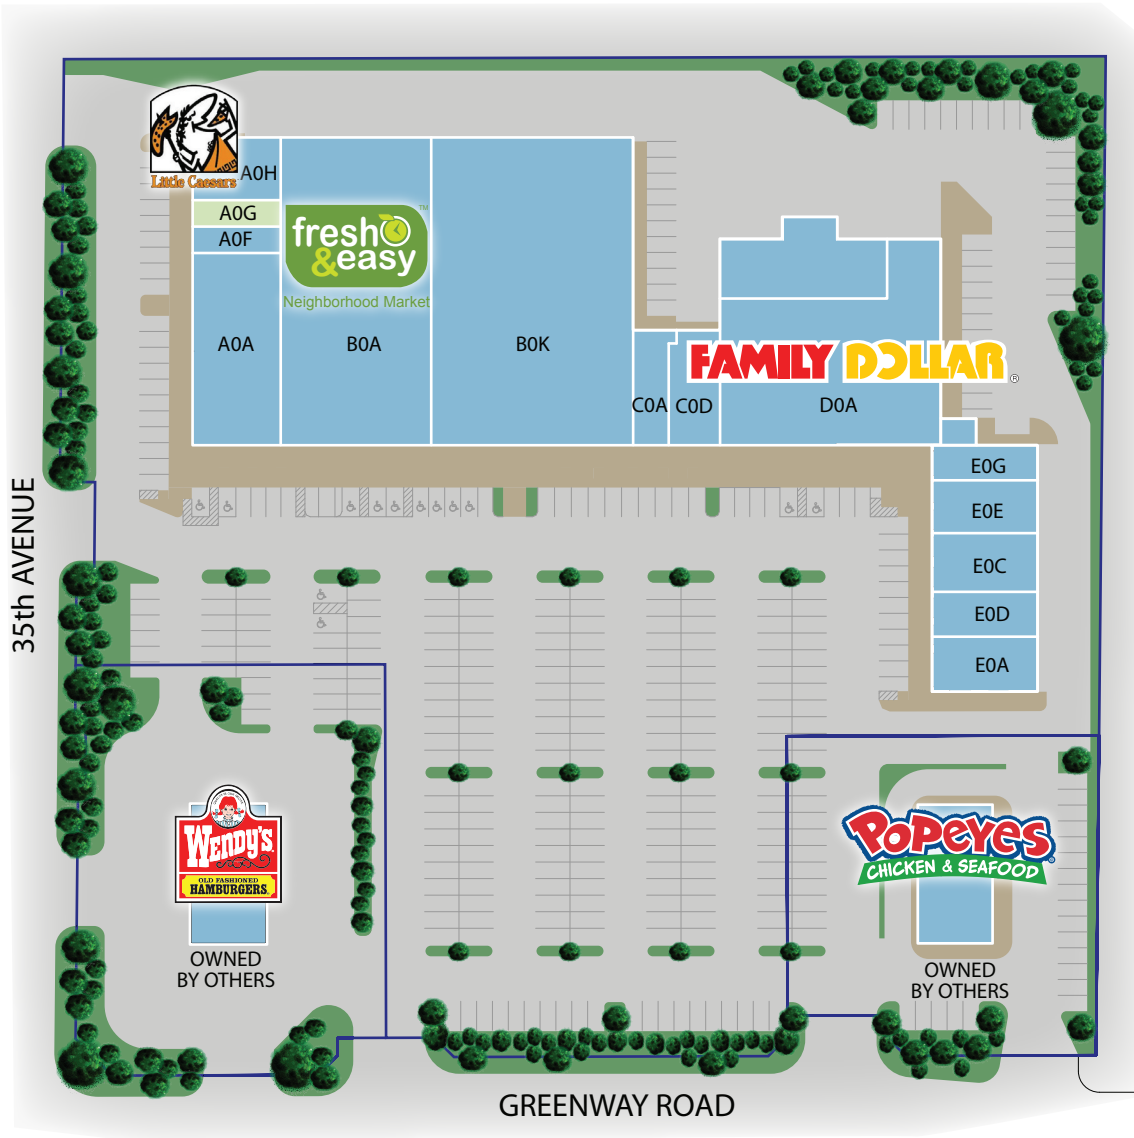 Little Caesars
A0H
A0G
A0F
fresh
&easy
TM
Neighborhood Market
A0A
B0A
B0K
FAMILY DOLLAR
®
C0A
C0D
D0A
E0G
E0E
E0C
E0D
E0A
35th AVENUE
WENDY'S
OLD FASHIONED
HAMBURGERS
OWNED
BY OTHERS
POPEYES
®
CHICKEN & SEAFOOD
OWNED
BY OTHERS
GREENWAY ROAD